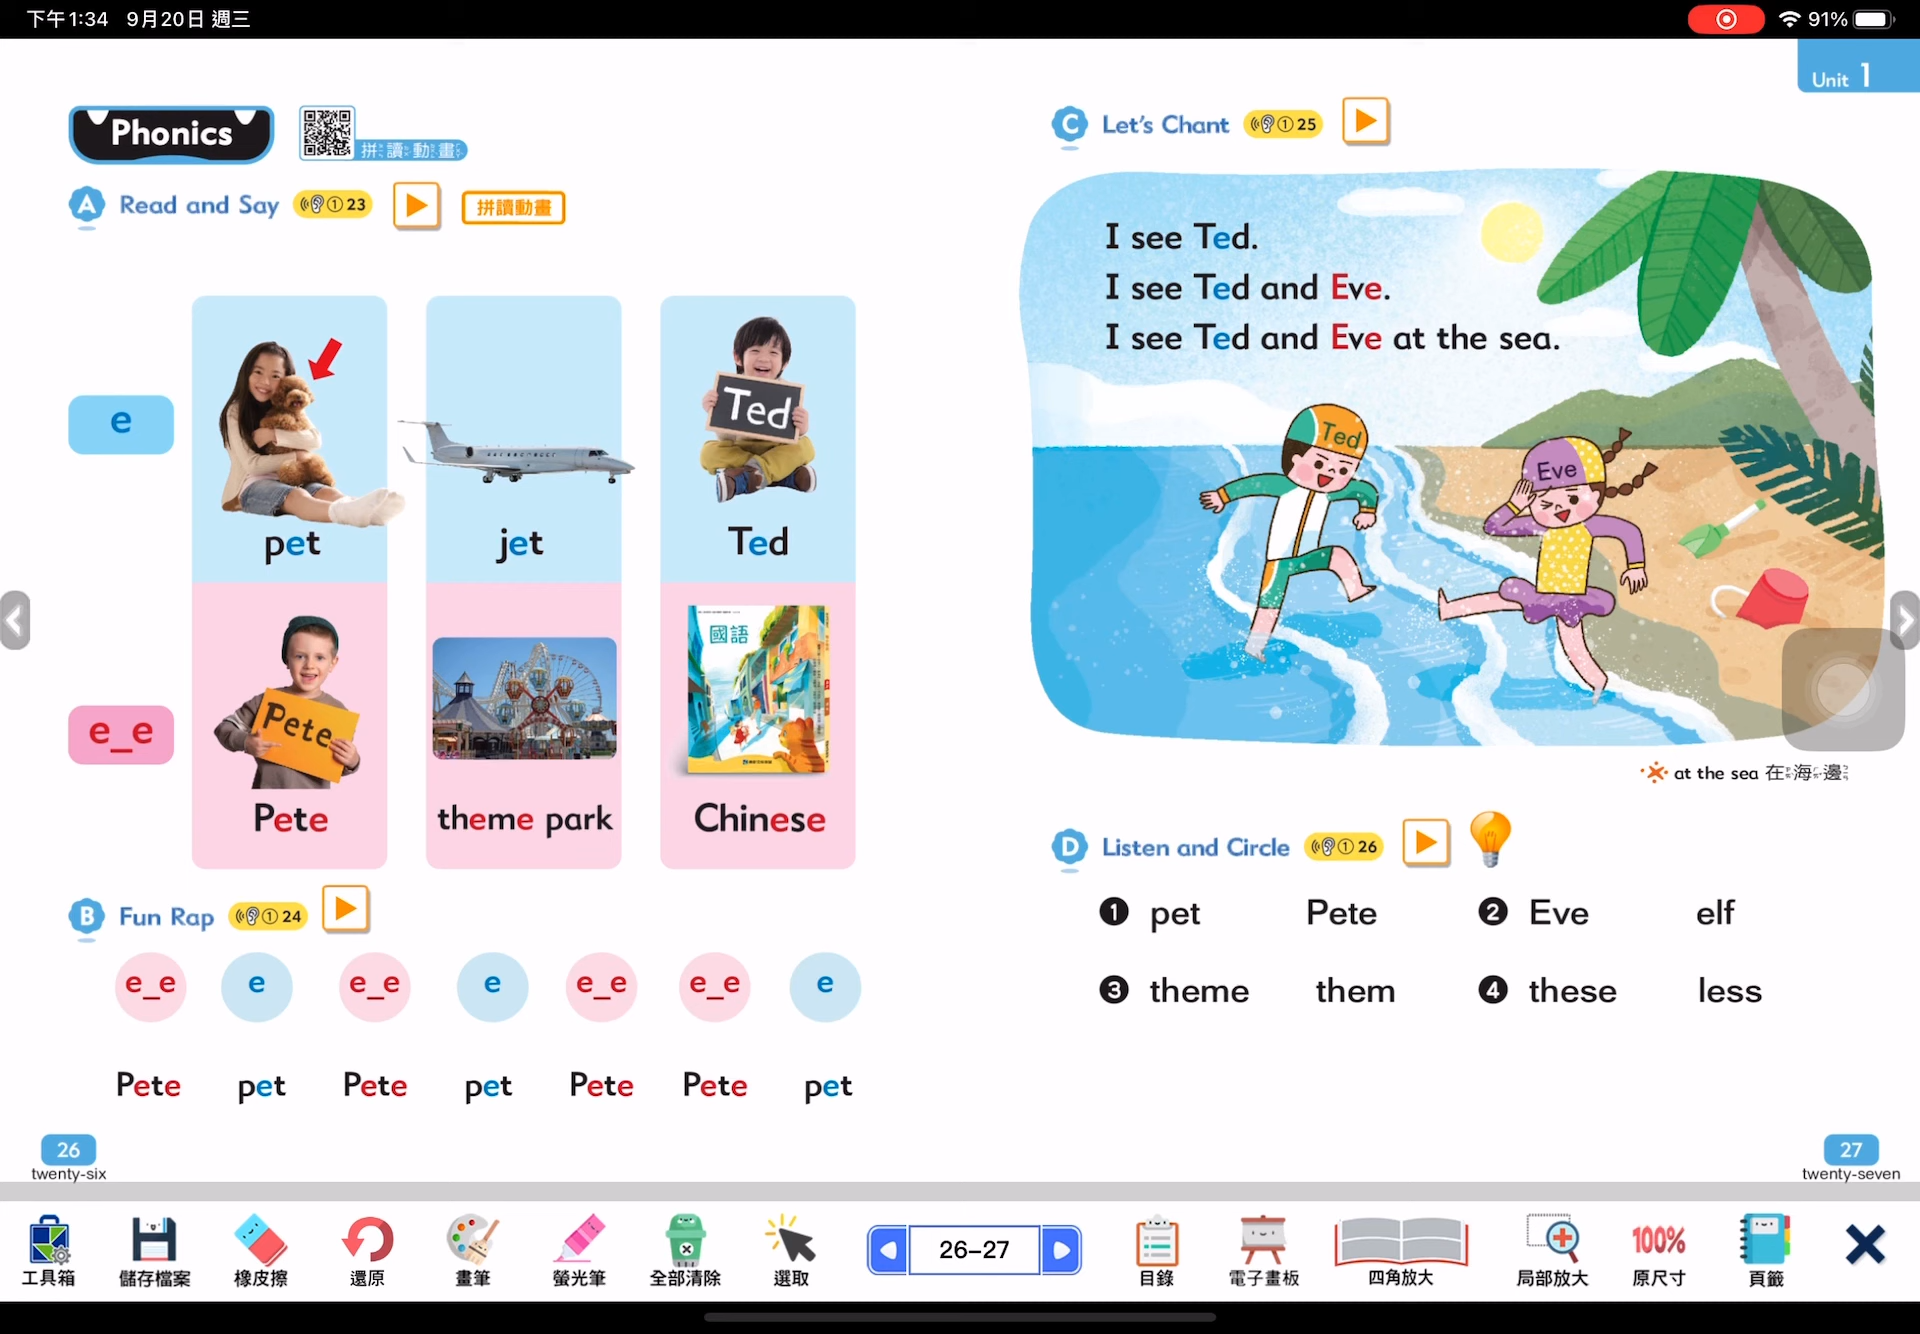 下午1:34 9月20日 週三
91%
Unit 1
Phonics
拼讀動畫
A Read and Say ①23
拼讀動畫
e
pet
jet
Ted
Ted
e_e
Pete
Pete
theme park
國語
Chinese
B Fun Rap ①24
e_e e e_e e e_e e_e e
Pete pet Pete pet Pete Pete pet
26
twenty-six
C Let's Chant ①25
I see Ted.
I see Ted and Eve.
I see Ted and Eve at the sea.
Ted
Eve
at the sea 在海邊
D Listen and Circle ①26
1 pet Pete 2 Eve elf
3 theme them 4 these less
27
twenty-seven
26-27
100%
工具箱 儲存檔案 橡皮擦 還原 畫筆 螢光筆 全部清除 選取 目錄 電子畫板 四角放大 局部放大 原尺寸 頁籤